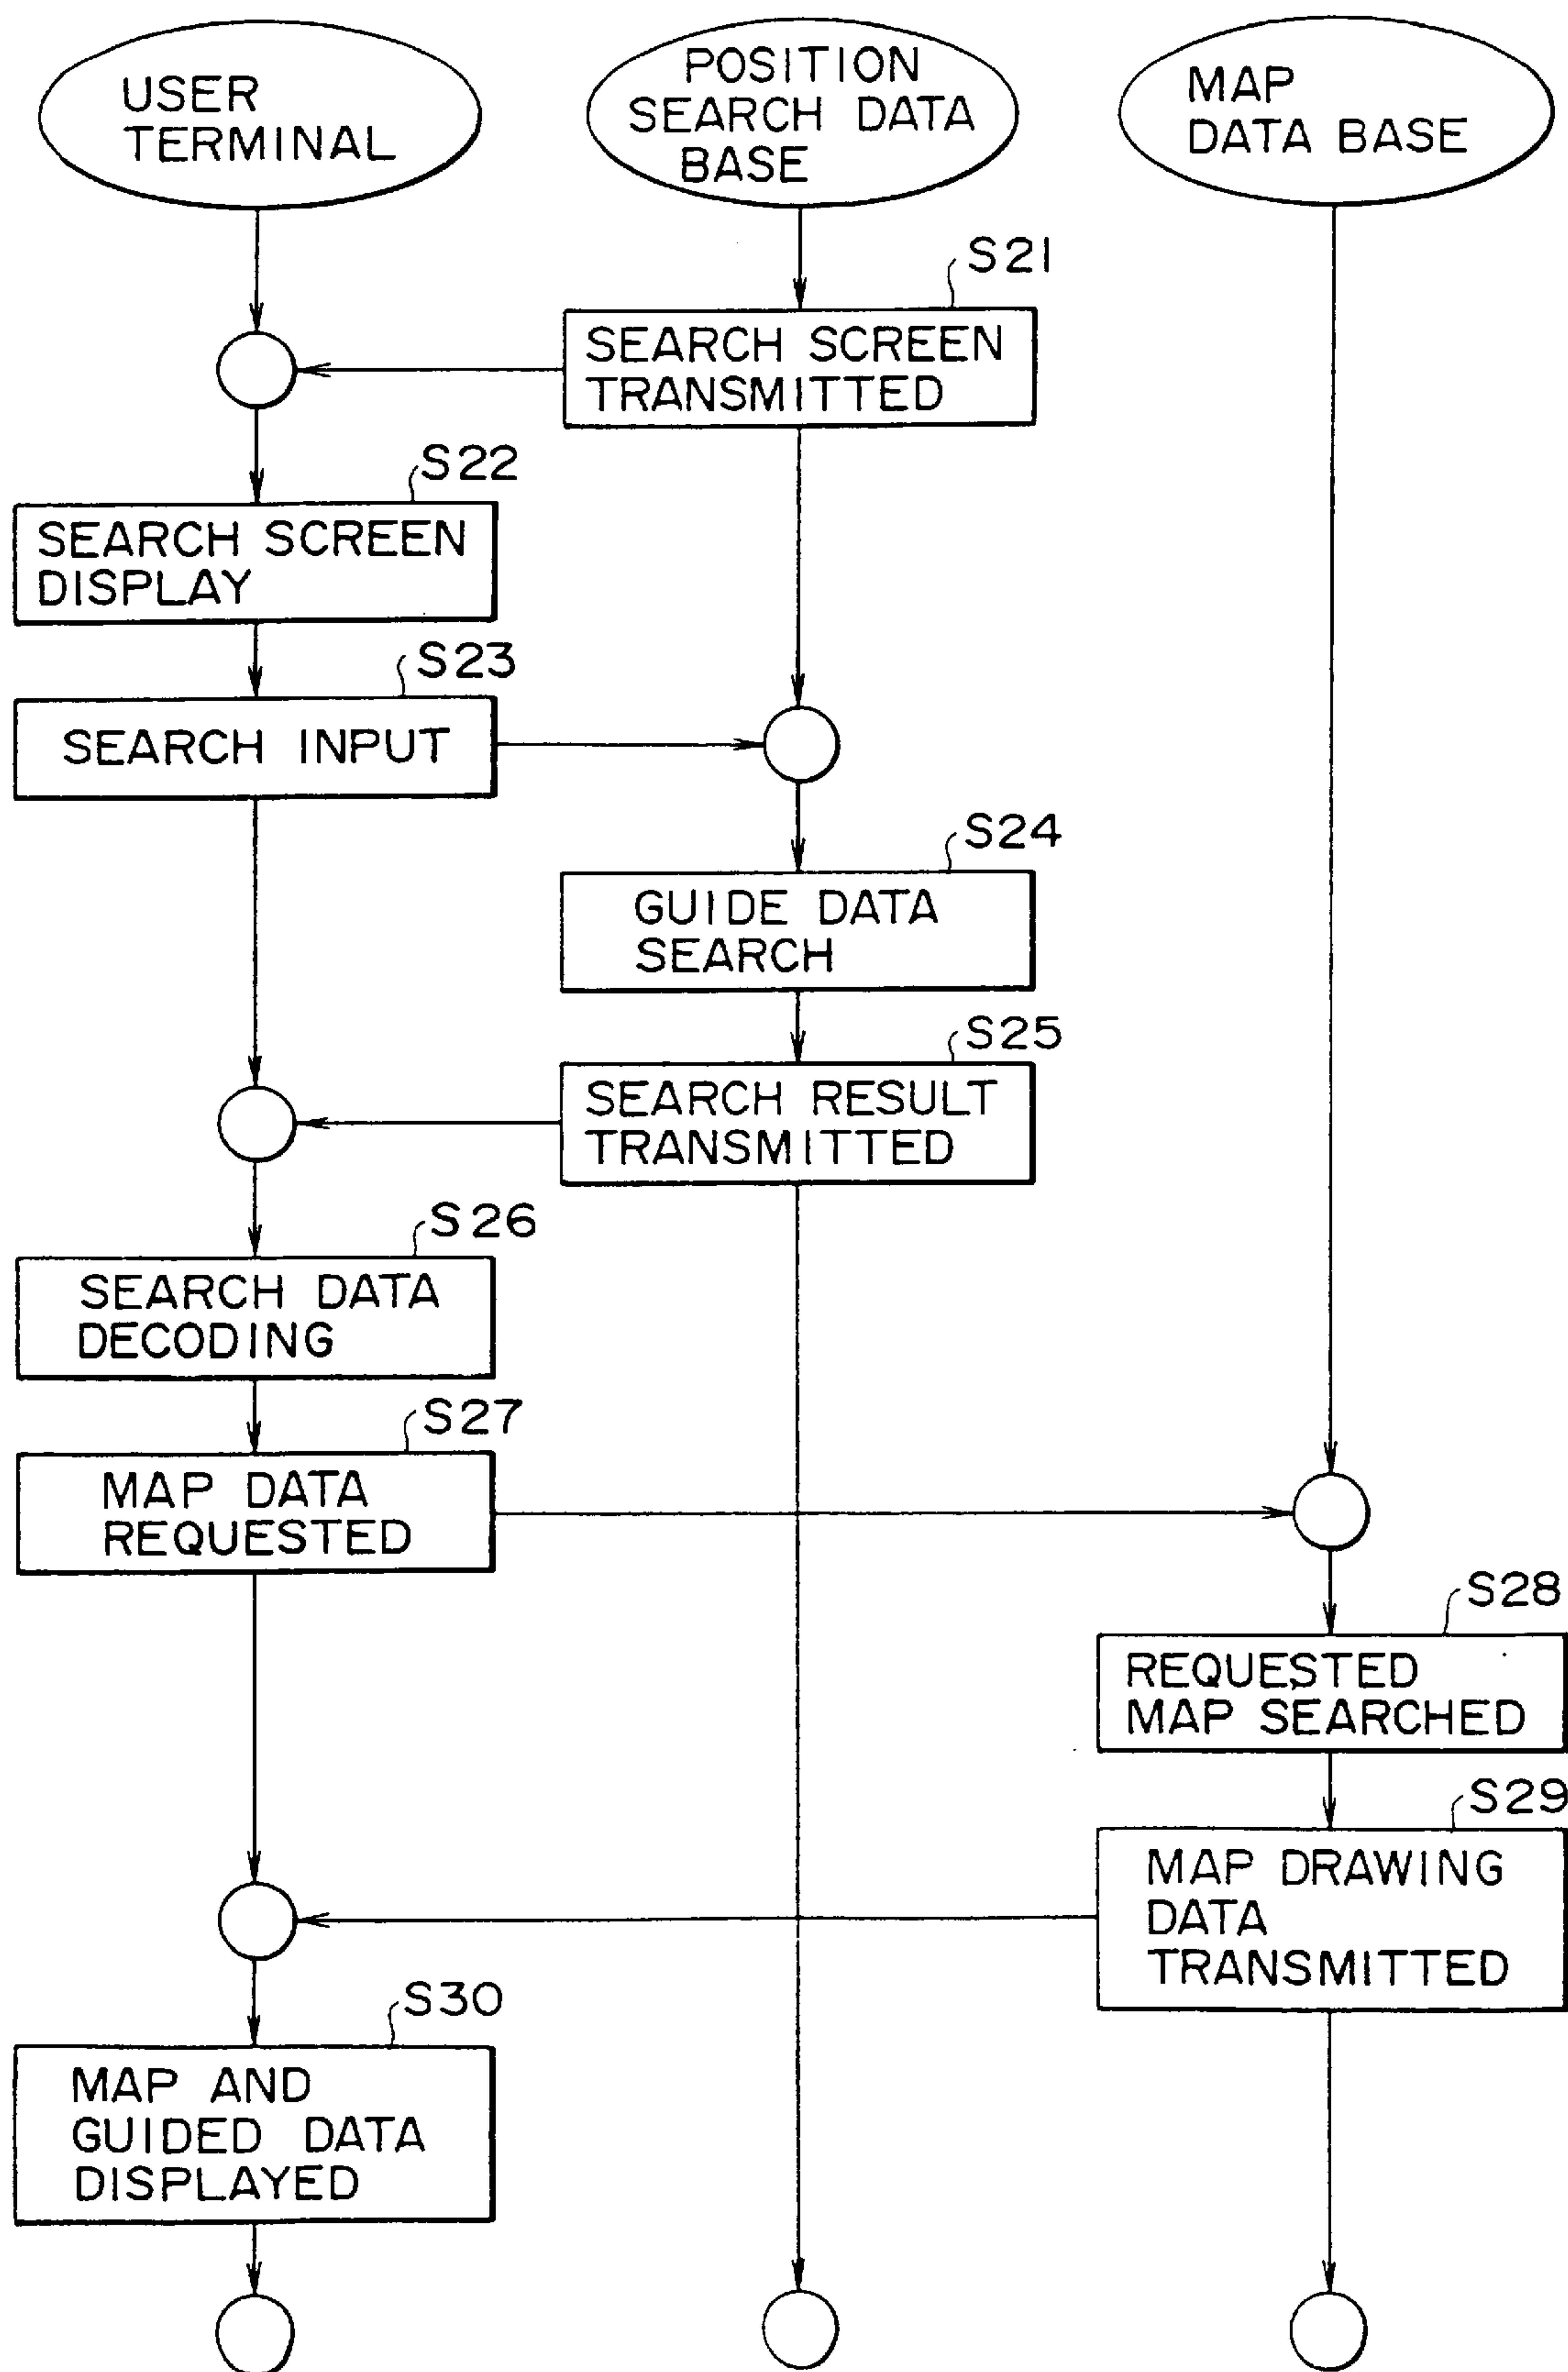 USER
TERMINAL
POSITION
SEARCH DATA
BASE
MAP
DATA BASE
S21
SEARCH SCREEN
TRANSMITTED
S22
SEARCH SCREEN
DISPLAY
S23
SEARCH INPUT
S24
GUIDE DATA
SEARCH
S25
SEARCH RESULT
TRANSMITTED
S26
SEARCH DATA
DECODING
S27
MAP DATA
REQUESTED
S28
REQUESTED
MAP SEARCHED
S29
MAP DRAWING
DATA
TRANSMITTED
S30
MAP AND
GUIDED DATA
DISPLAYED